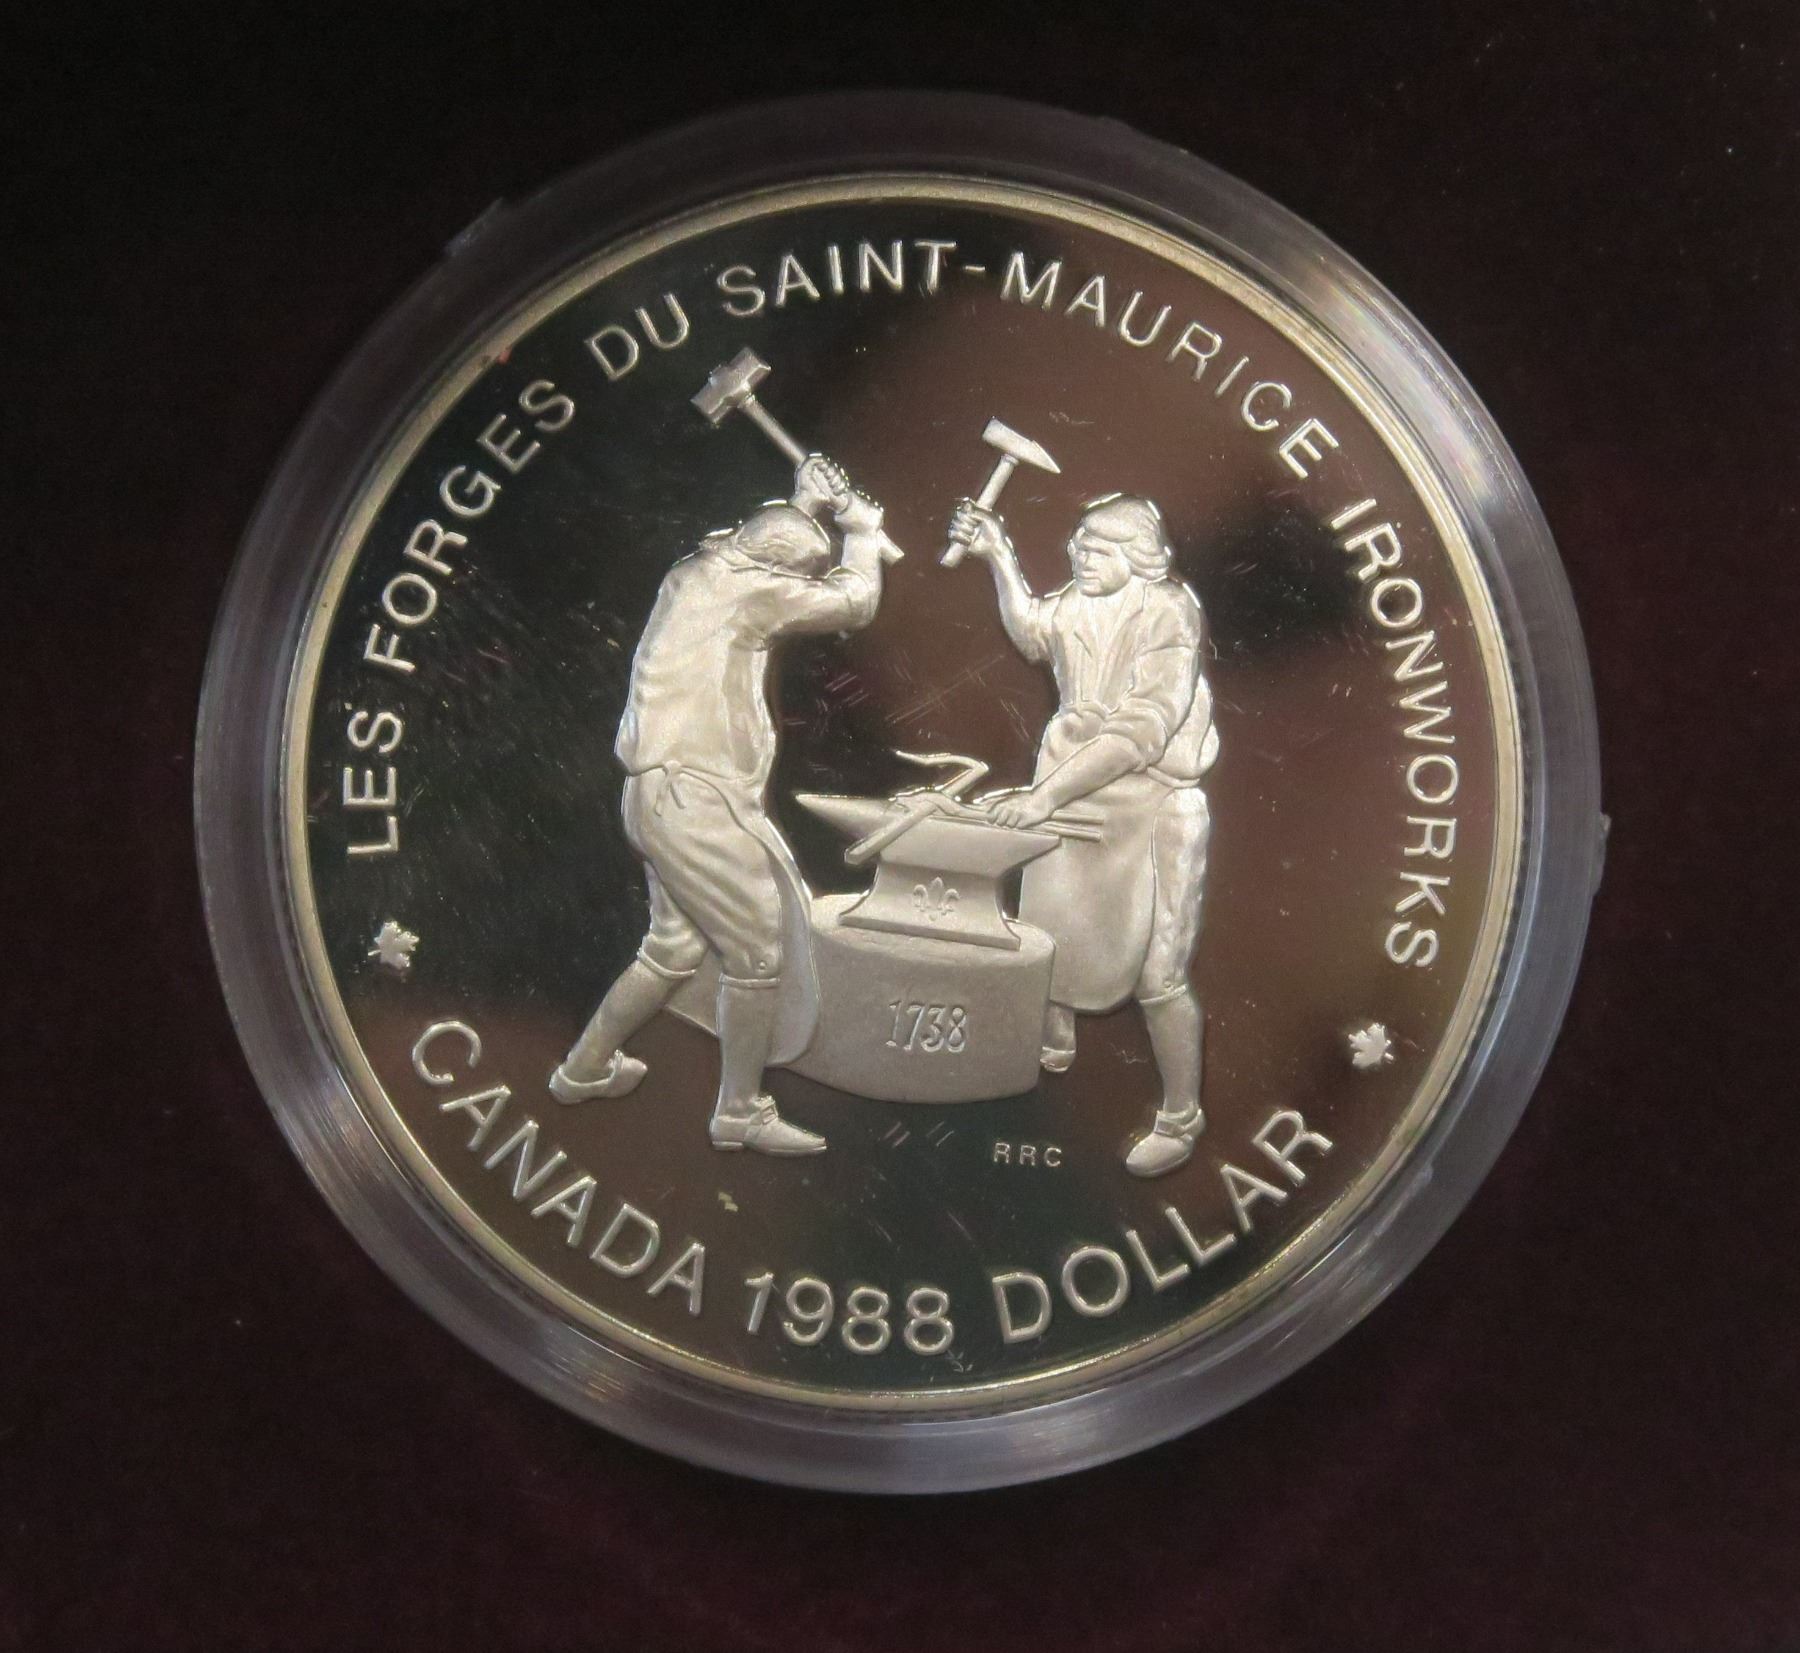 LES FORGES DU SAINT-MAURICE IRONWORKS
1738
RRC
CANADA 1988 DOLLAR